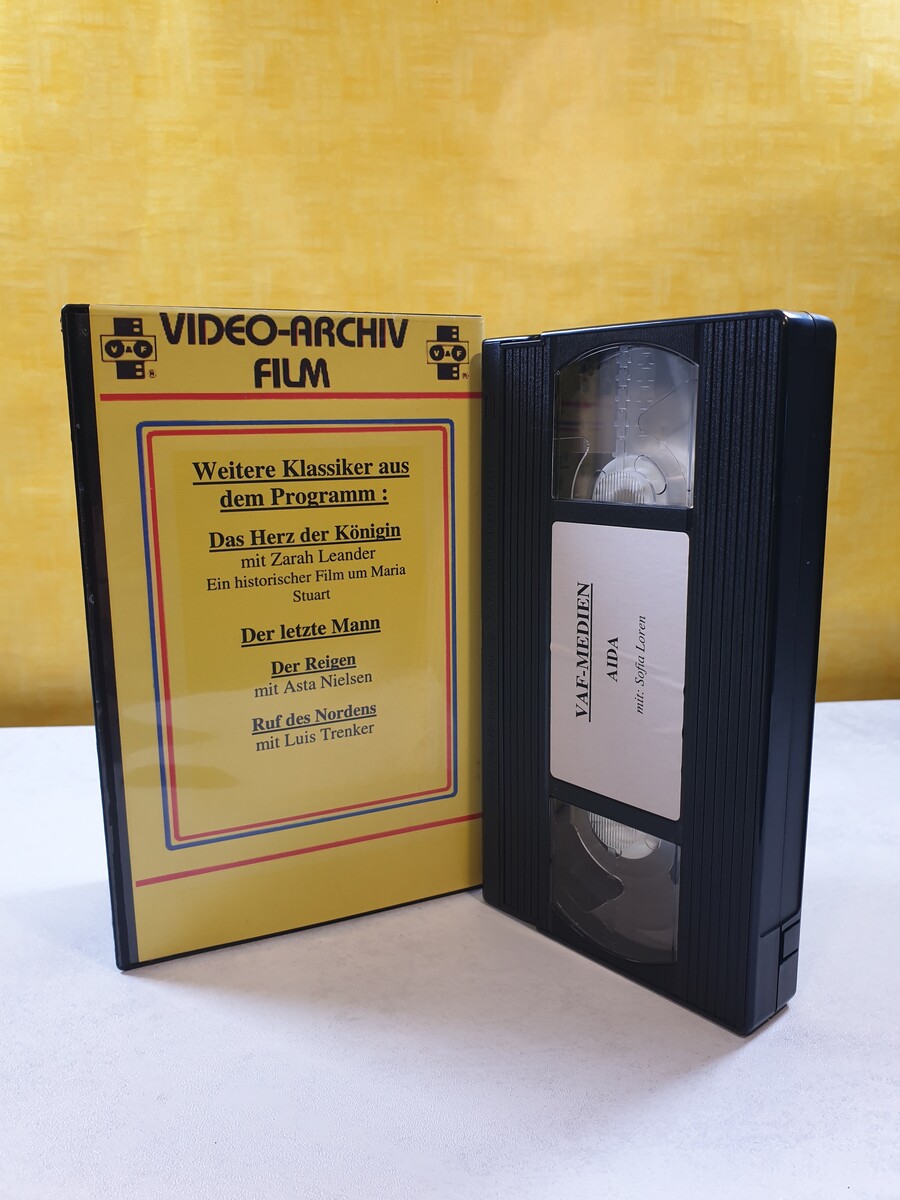 VIDEO-ARCHIV
FILM
VAF
®
VAF
®
Weitere Klassiker aus
dem Programm :
Das Herz der Königin
mit Zarah Leander
Ein historischer Film um Maria
Stuart
Der letzte Mann
Der Reigen
mit Asta Nielsen
Ruf des Nordens
mit Luis Trenker
VAF-MEDIEN
AIDA
mit: Sofia Loren